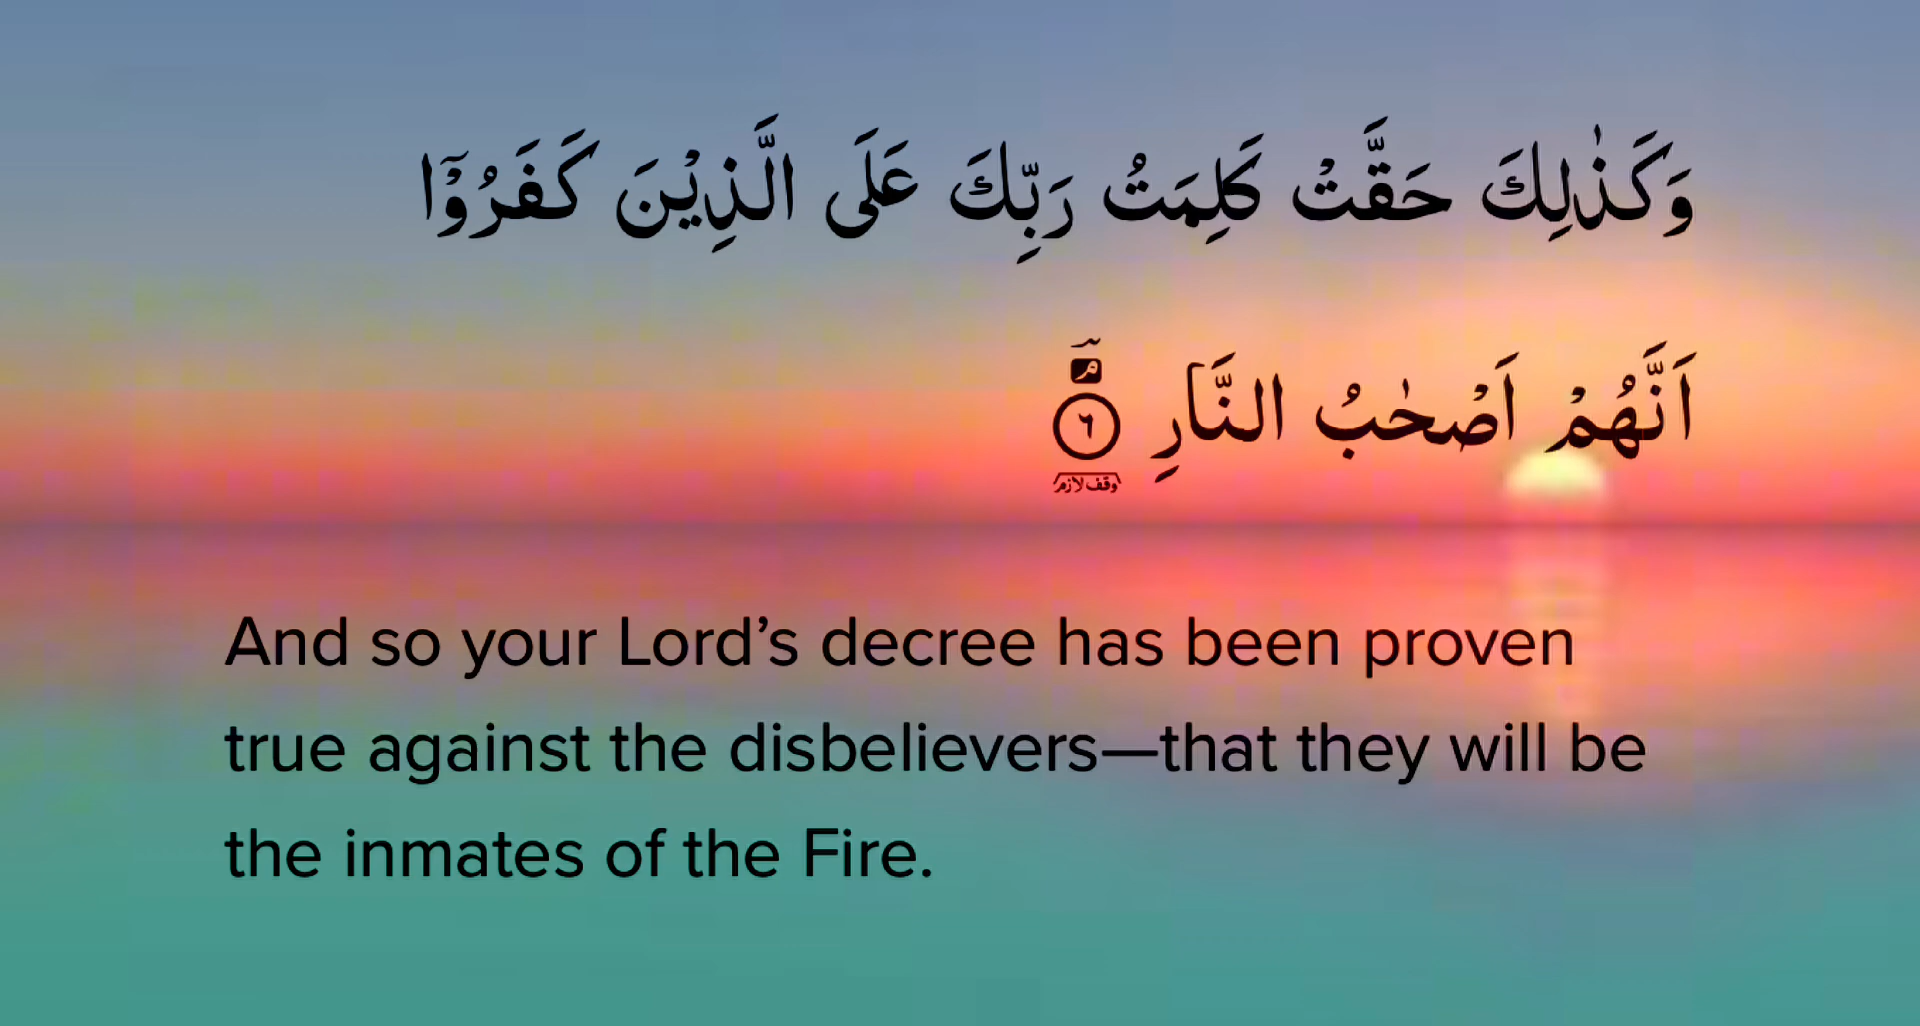 وَكَذٰلِكَ حَقَّتْ كَلِمَتُ رَبِّكَ عَلَى الَّذِيْنَ كَفَرُوْۤا
اَنَّهُمْ اَصْحٰبُ النَّارِ ۘؔ ٦
وقف لازم
And so your Lord’s decree has been proven
true against the disbelievers—that they will be
the inmates of the Fire.